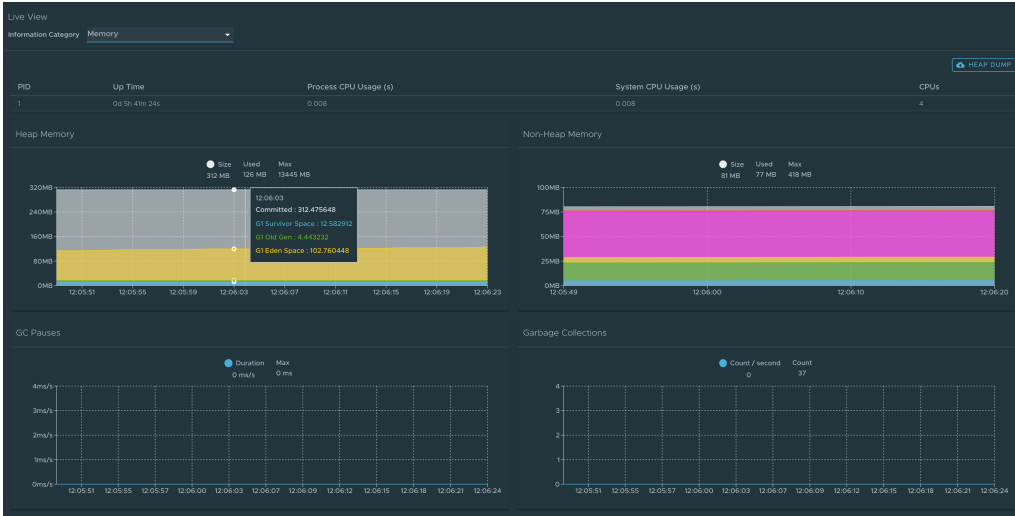 Live View
Information Category Memory
HEAP DUMP
PID Up Time Process CPU Usage (s) System CPU Usage (s) CPUs
1 0d 5h 41m 24s 0.008 0.008 4
Heap Memory
Size Used Max
312 MB 126 MB 13445 MB
320MB
240MB
160MB
80MB
0MB
12:06:03
Committed : 312.475648
G1 Survivor Space : 12.582912
G1 Old Gen : 4.443232
G1 Eden Space : 102.760448
12:05:51 12:05:55 12:05:59 12:06:03 12:06:07 12:06:11 12:06:15 12:06:19 12:06:23
Non-Heap Memory
Size Used Max
81 MB 77 MB 418 MB
100MB
75MB
50MB
25MB
0MB
12:05:49 12:06:00 12:06:10 12:06:20
GC Pauses
Duration Max
0 ms/s 0 ms
4ms/s
3ms/s
2ms/s
1ms/s
0ms/s
12:05:51 12:05:55 12:05:57 12:06:00 12:06:03 12:06:07 12:06:09 12:06:12 12:06:15 12:06:18 12:06:21 12:06:24
Garbage Collections
Count / second Count
0 37
4
3
2
1
0
12:05:51 12:05:55 12:05:57 12:06:00 12:06:03 12:06:07 12:06:09 12:06:12 12:06:15 12:06:18 12:06:21 12:06:24